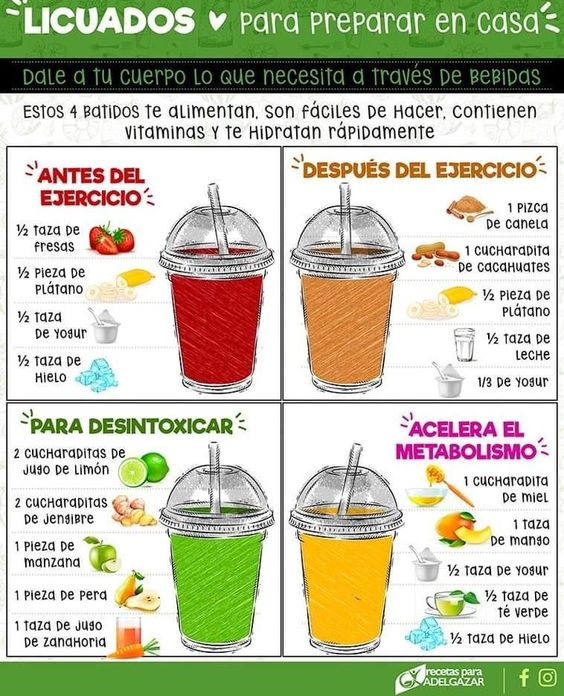 LICUADOS ♥ Para Preparar en casa
Dale a tu cuerpo lo que necesita a través de bebidas
Estos 4 batidos te alimentan, son fáciles de hacer, contienen
vitaminas y te hidratan rápidamente
ANTES DEL
EJERCICIO
½ taza de
fresas
½ pieza de
plátano
½ taza
de yogur
½ taza de
hielo
DESPUÉS DEL EJERCICIO
1 pizca
de canela
1 cucharadita
de cacahuates
½ pieza de
plátano
½ taza de
leche
1/3 de yogur
PARA DESINTOXICAR
2 cucharaditas de
jugo de limón
2 cucharaditas
de jengibre
1 pieza de
manzana
1 pieza de pera
1 taza de jugo
de zanahoria
ACELERA EL
METABOLISMO
1 cucharadita
de miel
1 taza
de mango
½ taza de yogur
½ taza de
té verde
½ taza de hielo
recetas para
ADELGAZAR